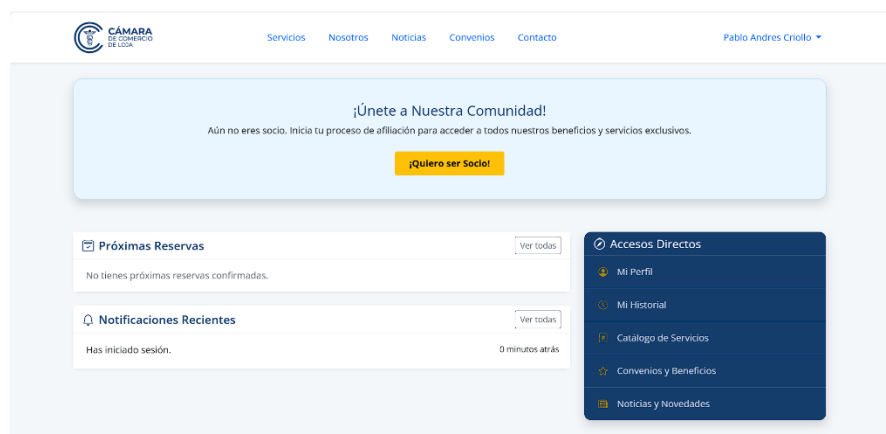 CÁMARA
DE COMERCIO
DE LOJA
Servicios Nosotros Noticias Convenios Contacto
Pablo Andres Criollo
¡Únete a Nuestra Comunidad!
Aún no eres socio. Inicia tu proceso de afiliación para acceder a todos nuestros beneficios y servicios exclusivos.
¡Quiero ser Socio!
Próximas Reservas Ver todas
No tienes próximas reservas confirmadas.
Notificaciones Recientes Ver todas
Has iniciado sesión. 0 minutos atrás
Accesos Directos
Mi Perfil
Mi Historial
Catálogo de Servicios
Convenios y Beneficios
Noticias y Novedades